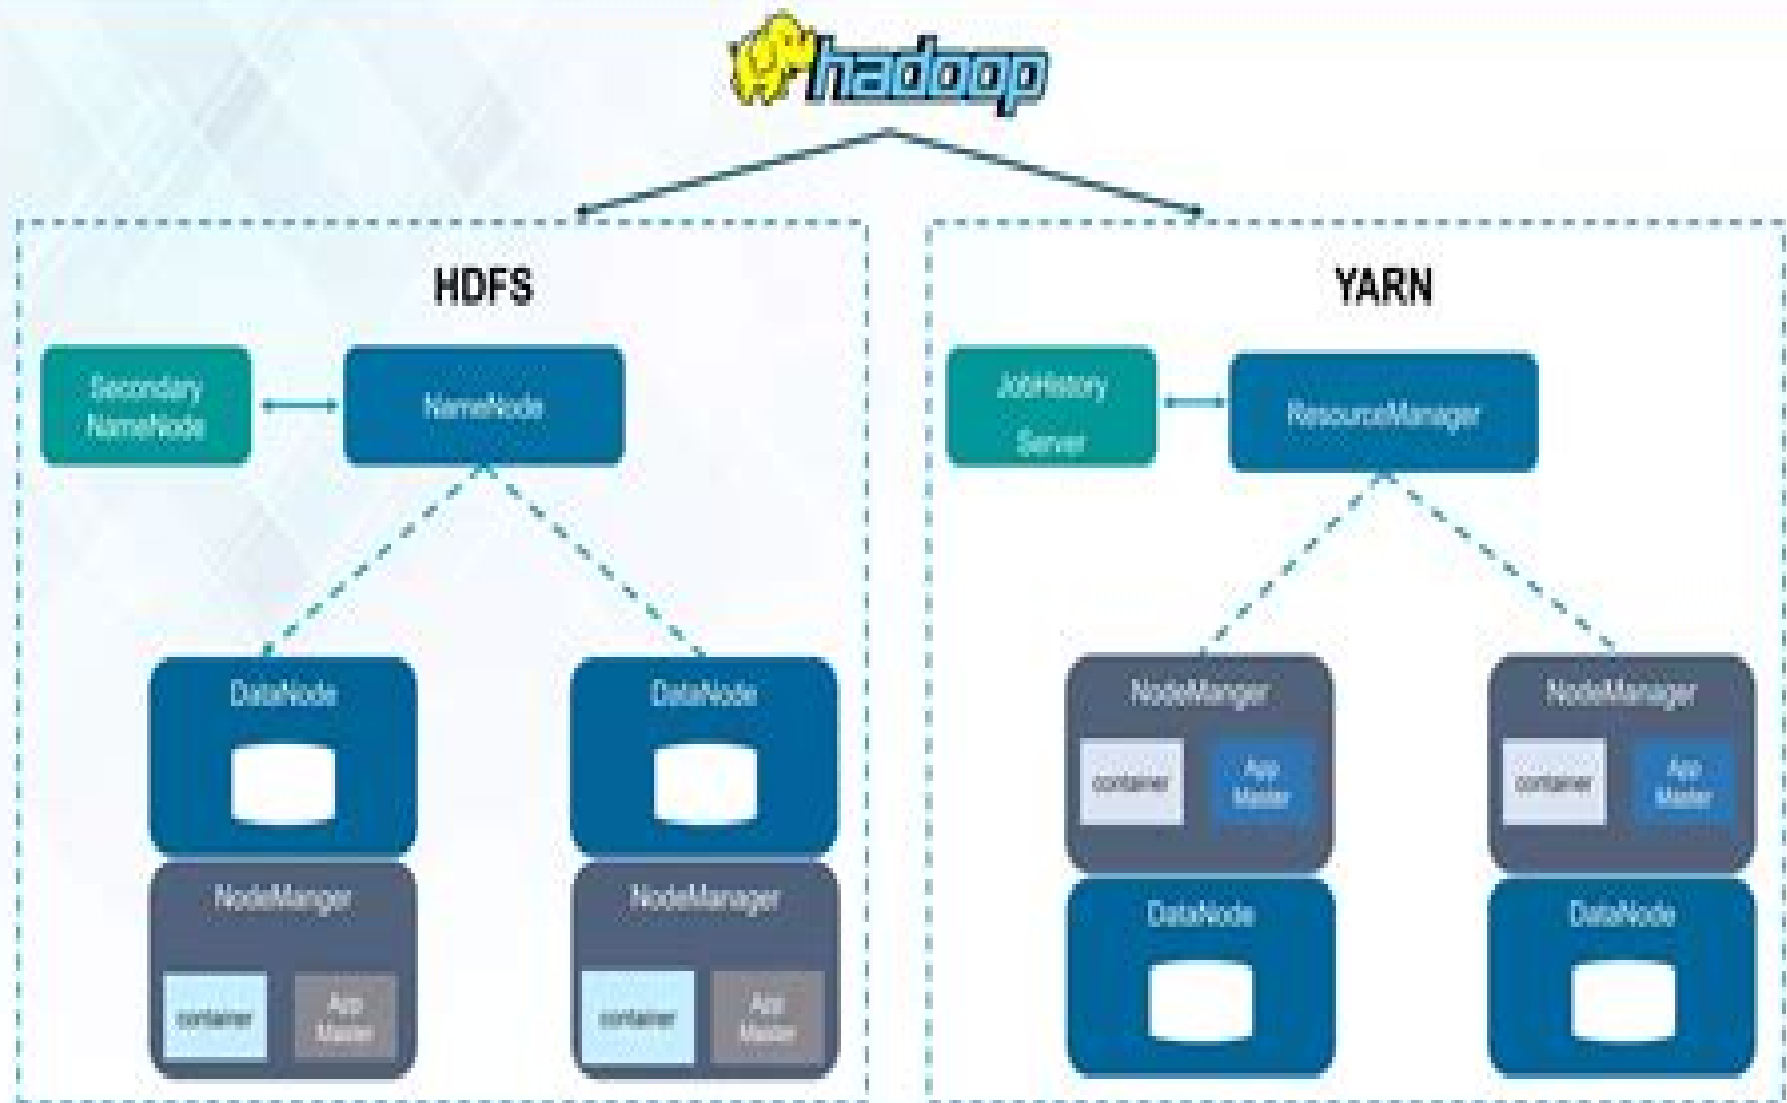 hadoop
HDFS
Secondary
NameNode
NameNode
DataNode
DataNode
NodeManger
container
App
Master
NodeManager
container
App
Master
YARN
JobHistory
Server
ResourceManager
NodeManger
container
App
Master
NodeManager
container
App
Master
DataNode
DataNode